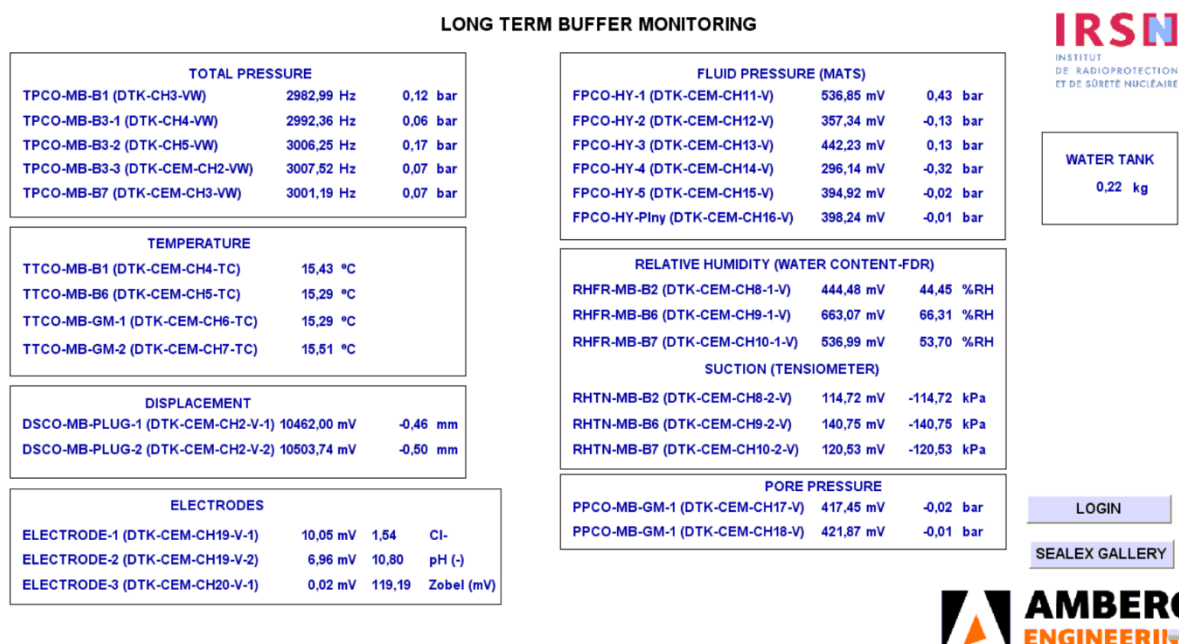 LONG TERM BUFFER MONITORING
IRSN
INSTITUT
DE RADIOPROTECTION
ET DE SÛRETÉ NUCLÉAIRE
TOTAL PRESSURE
TPCO-MB-B1 (DTK-CH3-VW) 2982,99 Hz 0,12 bar
TPCO-MB-B3-1 (DTK-CH4-VW) 2992,36 Hz 0,06 bar
TPCO-MB-B3-2 (DTK-CH5-VW) 3006,25 Hz 0,17 bar
TPCO-MB-B3-3 (DTK-CEM-CH2-VW) 3007,52 Hz 0,07 bar
TPCO-MB-B7 (DTK-CEM-CH3-VW) 3001,19 Hz 0,07 bar
TEMPERATURE
TTCO-MB-B1 (DTK-CEM-CH4-TC) 15,43 ºC
TTCO-MB-B6 (DTK-CEM-CH5-TC) 15,29 ºC
TTCO-MB-GM-1 (DTK-CEM-CH6-TC) 15,29 ºC
TTCO-MB-GM-2 (DTK-CEM-CH7-TC) 15,51 ºC
DISPLACEMENT
DSCO-MB-PLUG-1 (DTK-CEM-CH2-V-1) 10462,00 mV -0,46 mm
DSCO-MB-PLUG-2 (DTK-CEM-CH2-V-2) 10503,74 mV -0,50 mm
ELECTRODES
ELECTRODE-1 (DTK-CEM-CH19-V-1) 10,05 mV 1,54 Cl-
ELECTRODE-2 (DTK-CEM-CH19-V-2) 6,96 mV 10,80 pH (-)
ELECTRODE-3 (DTK-CEM-CH20-V-1) 0,02 mV 119,19 Zobel (mV)
FLUID PRESSURE (MATS)
FPCO-HY-1 (DTK-CEM-CH11-V) 536,85 mV 0,43 bar
FPCO-HY-2 (DTK-CEM-CH12-V) 357,34 mV -0,13 bar
FPCO-HY-3 (DTK-CEM-CH13-V) 442,23 mV 0,13 bar
FPCO-HY-4 (DTK-CEM-CH14-V) 296,14 mV -0,32 bar
FPCO-HY-5 (DTK-CEM-CH15-V) 394,92 mV -0,02 bar
FPCO-HY-Plny (DTK-CEM-CH16-V) 398,24 mV -0,01 bar
RELATIVE HUMIDITY (WATER CONTENT-FDR)
RHFR-MB-B2 (DTK-CEM-CH8-1-V) 444,48 mV 44,45 %RH
RHFR-MB-B6 (DTK-CEM-CH9-1-V) 663,07 mV 66,31 %RH
RHFR-MB-B7 (DTK-CEM-CH10-1-V) 536,99 mV 53,70 %RH
SUCTION (TENSIOMETER)
RHTN-MB-B2 (DTK-CEM-CH8-2-V) 114,72 mV -114,72 kPa
RHTN-MB-B6 (DTK-CEM-CH9-2-V) 140,75 mV -140,75 kPa
RHTN-MB-B7 (DTK-CEM-CH10-2-V) 120,53 mV -120,53 kPa
PORE PRESSURE
PPCO-MB-GM-1 (DTK-CEM-CH17-V) 417,45 mV -0,02 bar
PPCO-MB-GM-1 (DTK-CEM-CH18-V) 421,87 mV -0,01 bar
WATER TANK
0,22 kg
LOGIN
SEALEX GALLERY